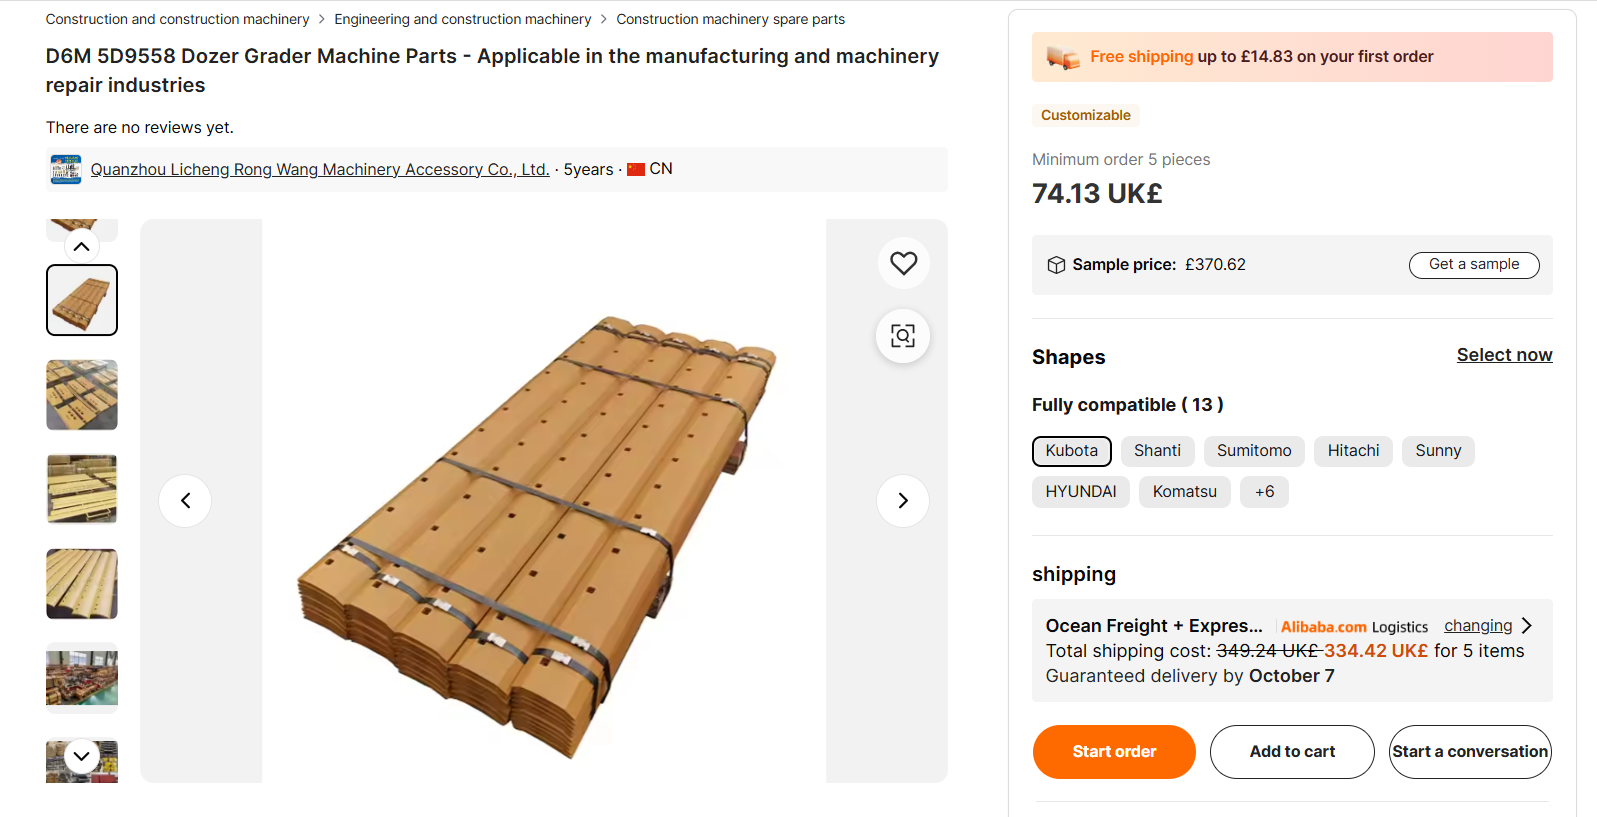 Construction and construction machinery > Engineering and construction machinery > Construction machinery spare parts
D6M 5D9558 Dozer Grader Machine Parts - Applicable in the manufacturing and machinery
repair industries
There are no reviews yet.
Quanzhou Licheng Rong Wang Machinery Accessory Co., Ltd. · 5years · CN
Free shipping up to £14.83 on your first order
Customizable
Minimum order 5 pieces
74.13 UK£
Sample price: £370.62
Get a sample
Shapes
Select now
Fully compatible ( 13 )
Kubota
Shanti
Sumitomo
Hitachi
Sunny
HYUNDAI
Komatsu
+6
shipping
Ocean Freight + Expres... Alibaba.com Logistics changing
Total shipping cost: 349.24 UK£ 334.42 UK£ for 5 items
Guaranteed delivery by October 7
Start order
Add to cart
Start a conversation